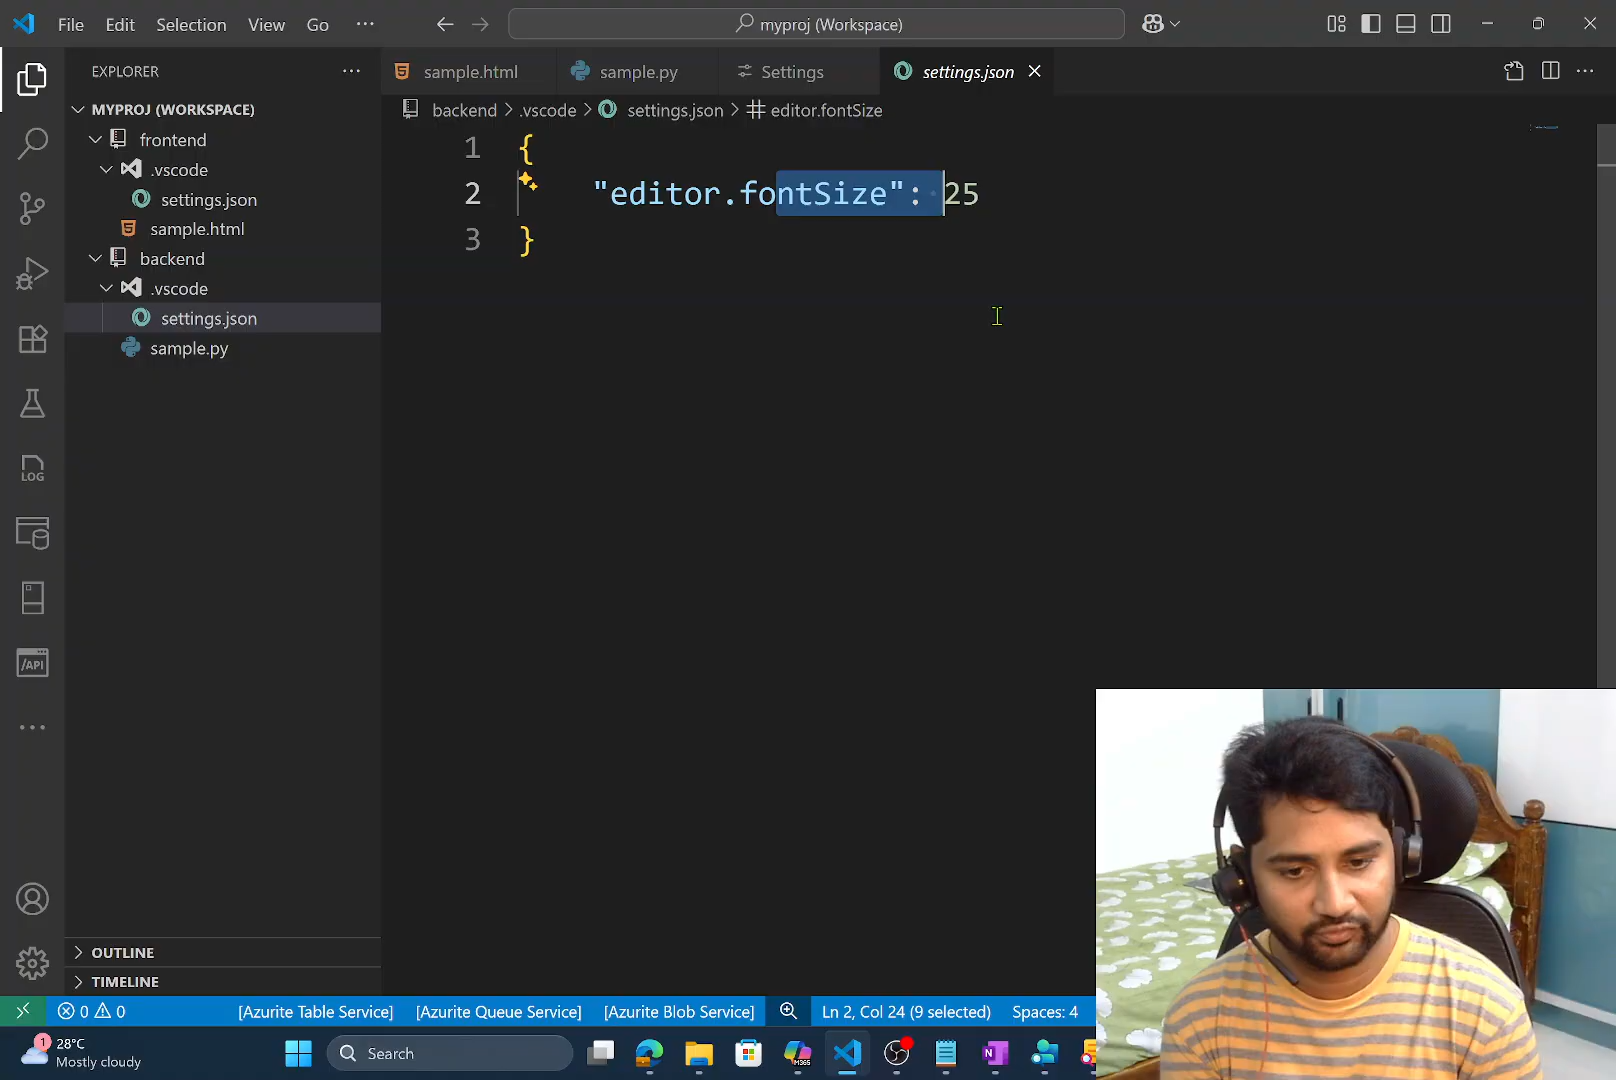 File Edit Selection View Go ···
myproj (Workspace)
EXPLORER ···
MYPROJ (WORKSPACE)
frontend
.vscode
settings.json
sample.html
backend
.vscode
settings.json
sample.py
OUTLINE
TIMELINE
LOG
/API
sample.html sample.py Settings settings.json
backend > .vscode > settings.json > editor.fontSize
1 {
2 "editor.fontSize": 25
3 }
0 0 [Azurite Table Service] [Azurite Queue Service] [Azurite Blob Service] Ln 2, Col 24 (9 selected) Spaces: 4
1 28°C
Mostly cloudy
Search
M365
N